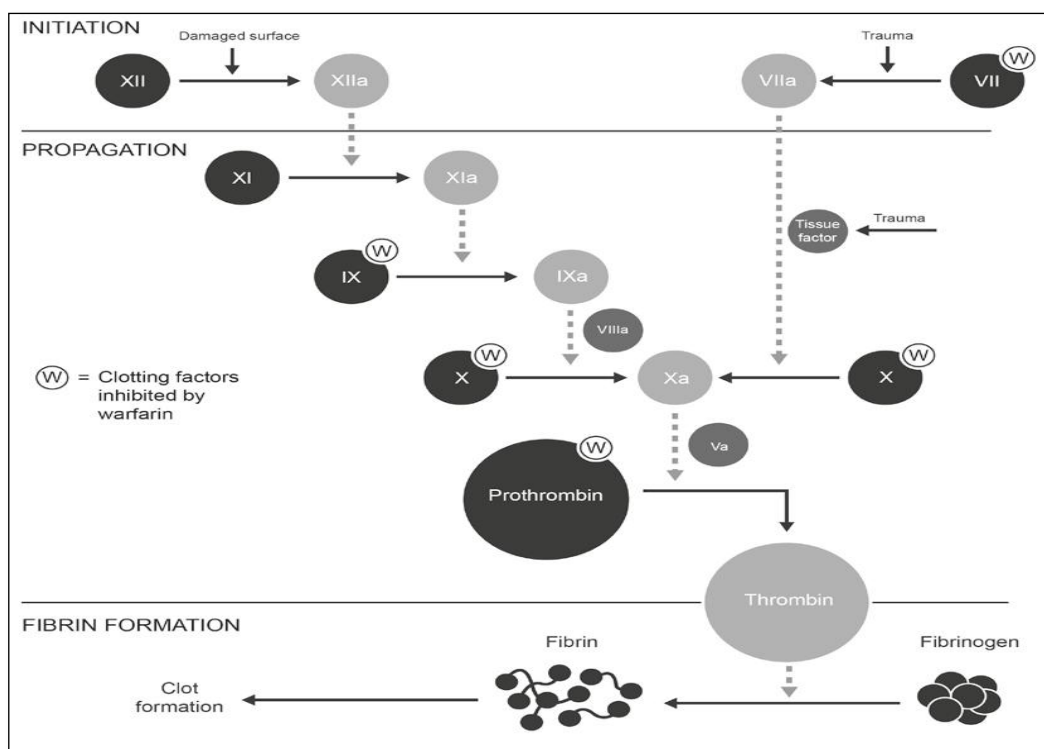 INITIATION
Damaged surface
Trauma
XII
XIIa
VIIa
VII
W
PROPAGATION
XI
XIa
Tissue
factor
Trauma
IX
W
IXa
VIIIa
W = Clotting factors
inhibited by
warfarin
X
W
Xa
X
W
Va
Prothrombin
W
Thrombin
FIBRIN FORMATION
Fibrin
Fibrinogen
Clot
formation